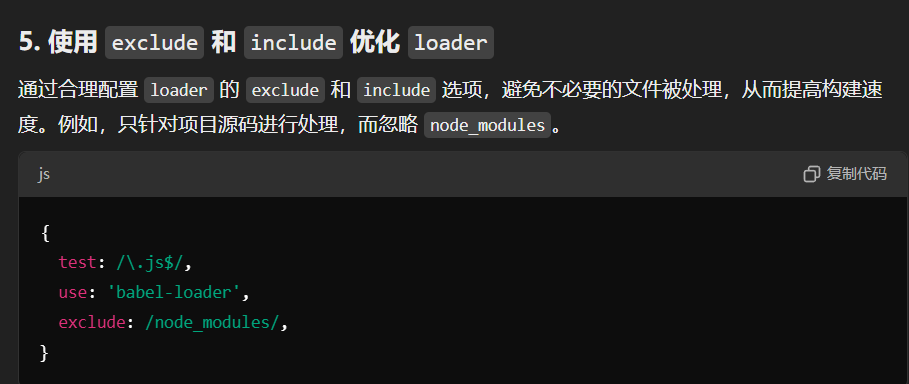 5. 使用 exclude 和 include 优化 loader
通过合理配置 loader 的 exclude 和 include 选项，避免不必要的文件被处理，从而提高构建速
度。例如，只针对项目源码进行处理，而忽略 node_modules。
js 复制代码
{
  test: /\.js$/,
  use: 'babel-loader',
  exclude: /node_modules/,
}